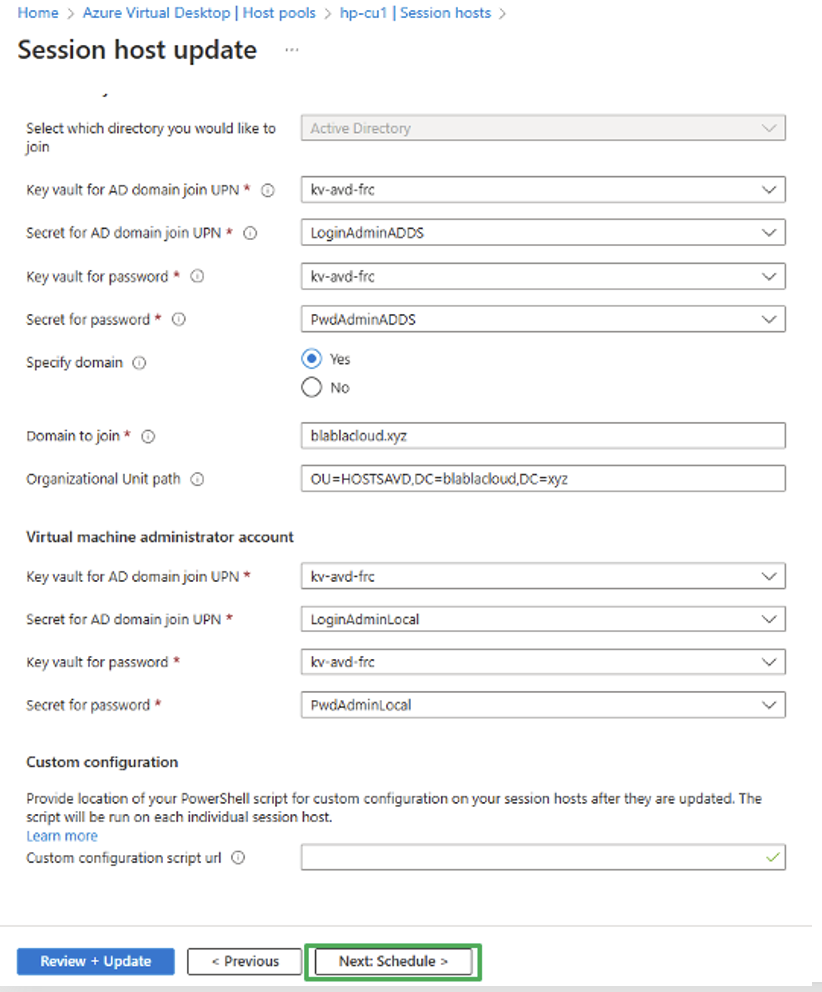 Home > Azure Virtual Desktop | Host pools > hp-cu1 | Session hosts >
Session host update ...
Select which directory you would like to
join
Active Directory
Key vault for AD domain join UPN *
kv-avd-frc
Secret for AD domain join UPN *
LoginAdminADDS
Key vault for password *
kv-avd-frc
Secret for password *
PwdAdminADDS
Specify domain
Yes
No
Domain to join *
blablacloud.xyz
Organizational Unit path
OU=HOSTSAVD,DC=blablacloud,DC=xyz
Virtual machine administrator account
Key vault for AD domain join UPN *
kv-avd-frc
Secret for AD domain join UPN *
LoginAdminLocal
Key vault for password *
kv-avd-frc
Secret for password *
PwdAdminLocal
Custom configuration
Provide location of your PowerShell script for custom configuration on your session hosts after they are updated. The
script will be run on each individual session host.
Learn more
Custom configuration script url
Review + Update
< Previous
Next: Schedule >